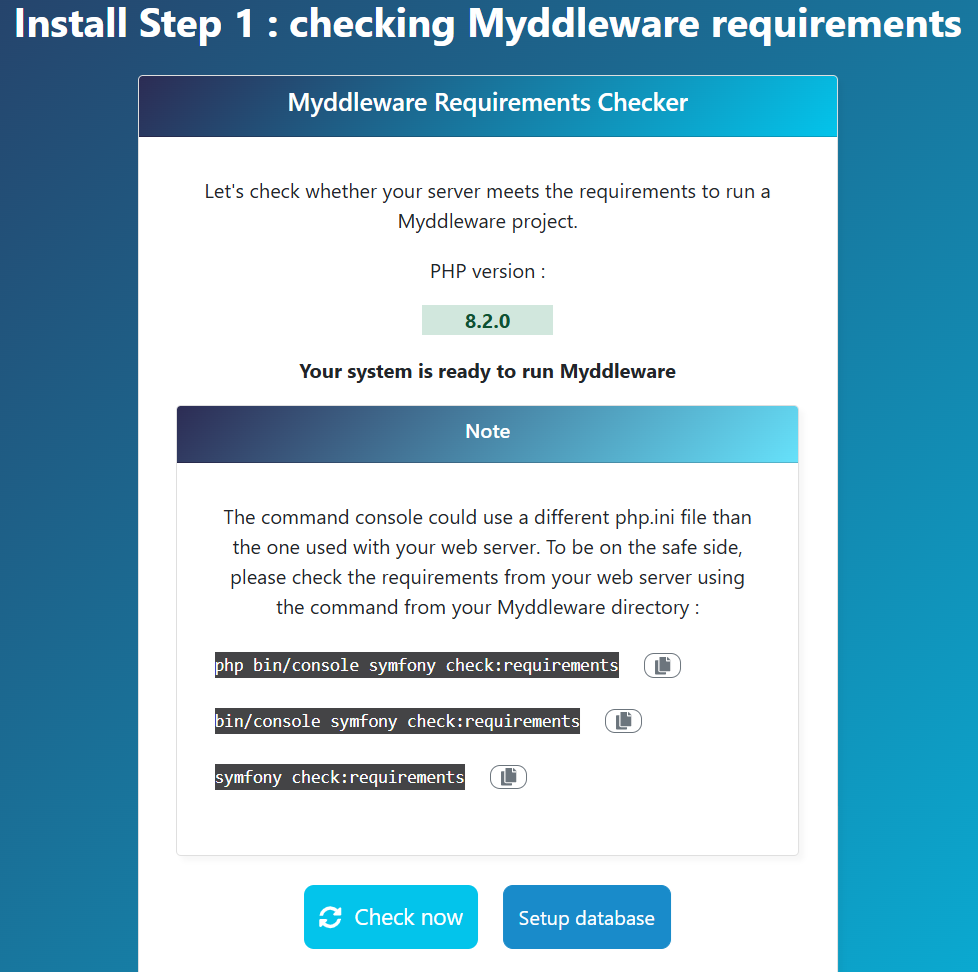 Install Step 1 : checking Myddleware requirements
Myddleware Requirements Checker
Let's check whether your server meets the requirements to run a
Myddleware project.
PHP version :
8.2.0
Your system is ready to run Myddleware
Note
The command console could use a different php.ini file than
the one used with your web server. To be on the safe side,
please check the requirements from your web server using
the command from your Myddleware directory :
php bin/console symfony check:requirements
bin/console symfony check:requirements
symfony check:requirements
Check now
Setup database